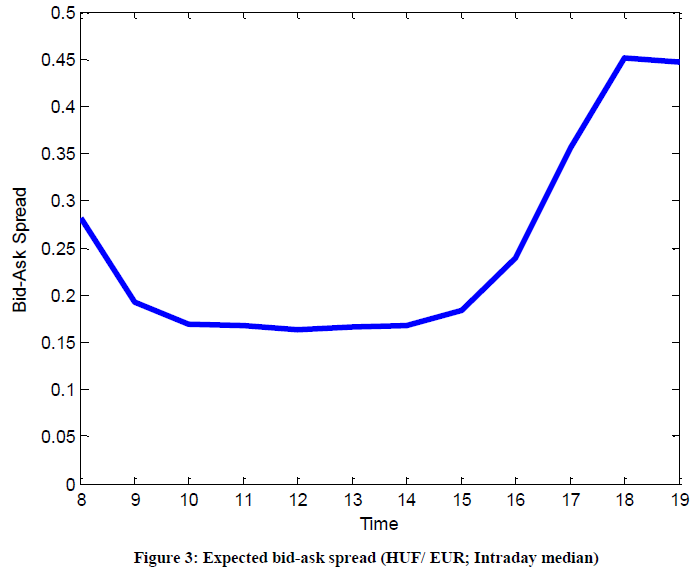 0.5
0.45
0.4
0.35
0.3
0.25
0.2
0.15
0.1
0.05
0
Bid-Ask Spread
8 9 10 11 12 13 14 15 16 17 18 19
Time
Figure 3: Expected bid-ask spread (HUF/ EUR; Intraday median)